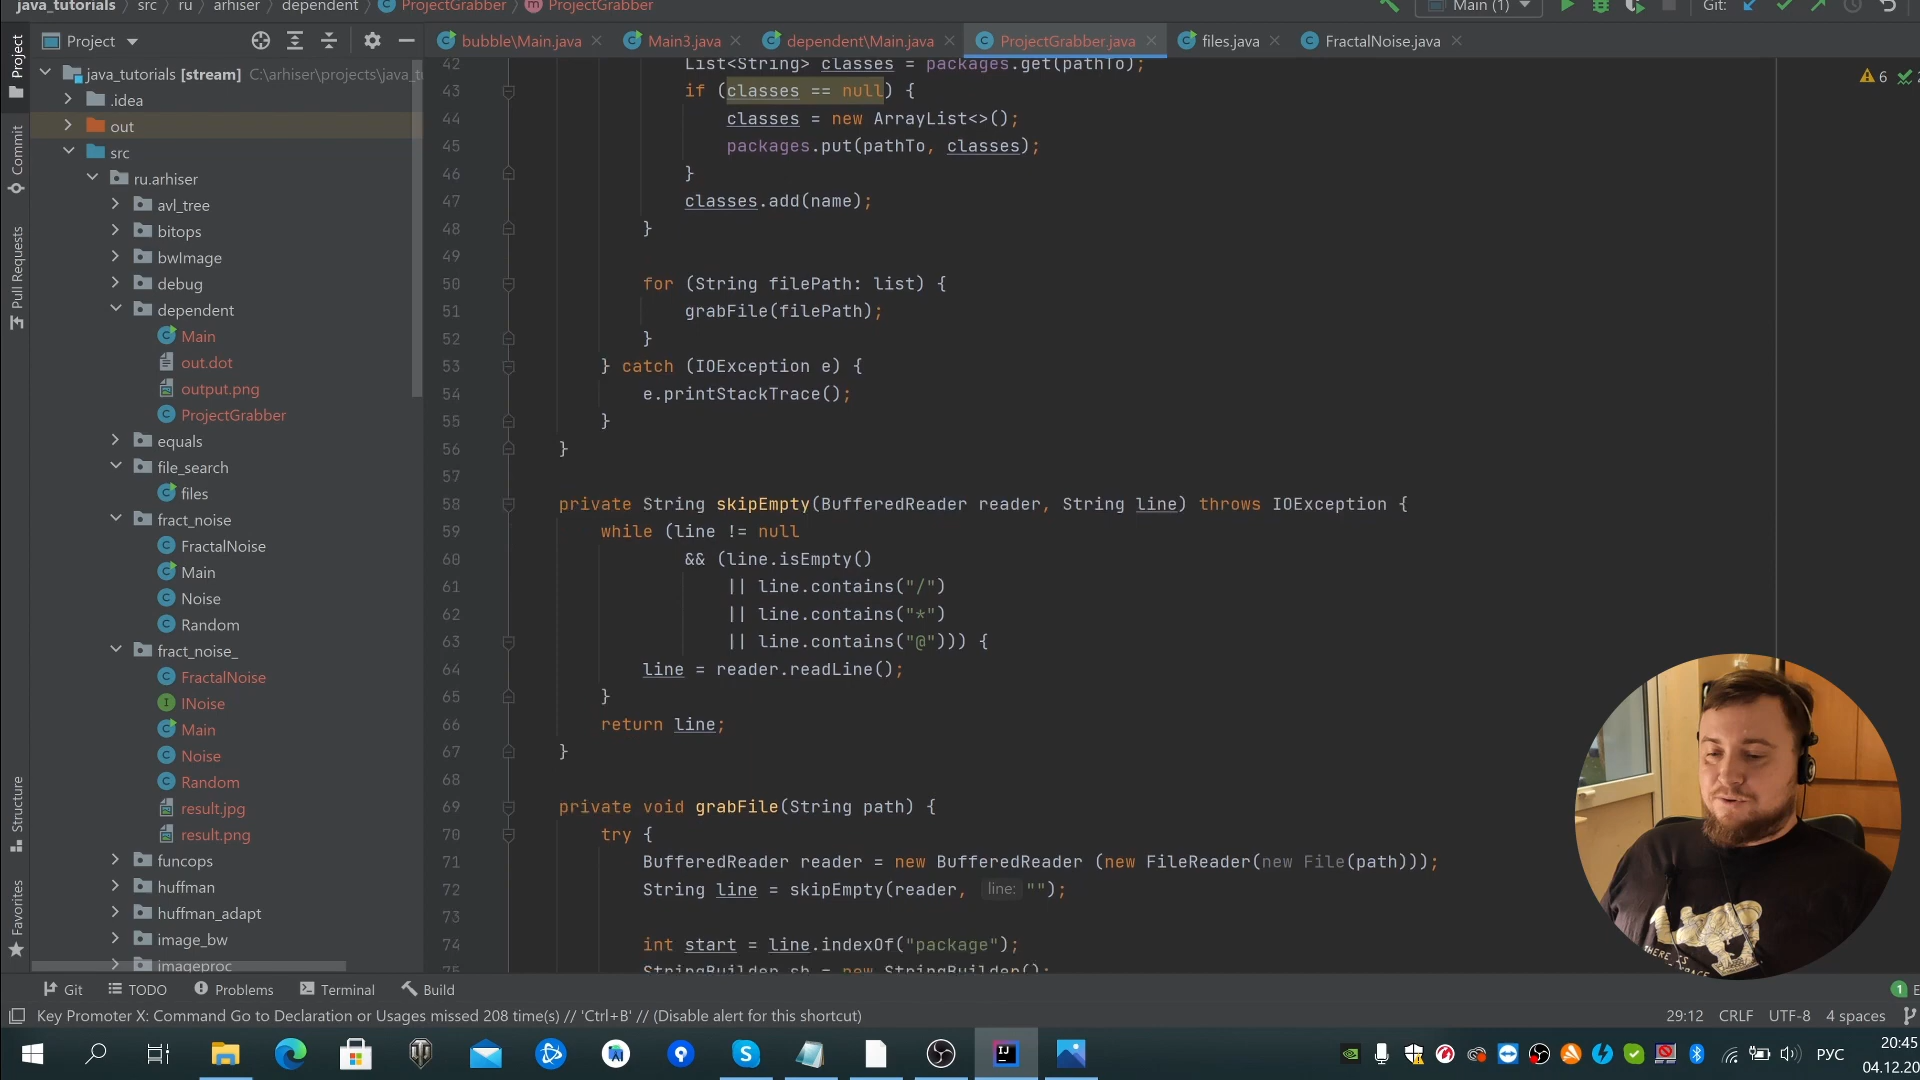 java_tutorials src ru arhiser dependent ProjectGrabber ProjectGrabber Main (1) Git:
Project bubble\Main.java Main3.java dependent\Main.java ProjectGrabber.java files.java FractalNoise.java
Project
Commit
Pull Requests
Structure
Favorites
java_tutorials [stream] C:\arhiser\projects\java_tu
.idea
out
src
ru.arhiser
avl_tree
bitops
bwImage
debug
dependent
Main
out.dot
output.png
ProjectGrabber
equals
file_search
files
fract_noise
FractalNoise
Main
Noise
Random
fract_noise_
FractalNoise
INoise
Main
Noise
Random
result.jpg
result.png
funcops
huffman
huffman_adapt
image_bw
imageproc
6 2
42 List<String> classes = packages.get(pathTo);
43 if (classes == null) {
44 classes = new ArrayList<>();
45 packages.put(pathTo, classes);
46 }
47 classes.add(name);
48 }
49
50 for (String filePath: list) {
51 grabFile(filePath);
52 }
53 } catch (IOException e) {
54 e.printStackTrace();
55 }
56 }
57
58 private String skipEmpty(BufferedReader reader, String line) throws IOException {
59 while (line != null
60 && (line.isEmpty()
61 || line.contains("/")
62 || line.contains("*")
63 || line.contains("@"))) {
64 line = reader.readLine();
65 }
66 return line;
67 }
68
69 private void grabFile(String path) {
70 try {
71 BufferedReader reader = new BufferedReader (new FileReader(new File(path)));
72 String line = skipEmpty(reader, line: "");
73
74 int start = line.indexOf("package");
75 StringBuilder sb = new StringBuilder();
THERE IS
Git TODO Problems Terminal Build 1 E
Key Promoter X: Command Go to Declaration or Usages missed 208 time(s) // 'Ctrl+B' // (Disable alert for this shortcut) 29:12 CRLF UTF-8 4 spaces
РУС 20:45
04.12.20